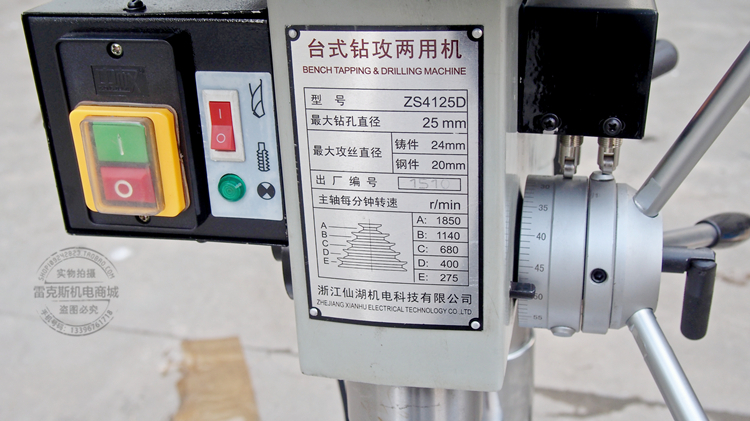 台式钻攻两用机
BENCH TAPPING & DRILLING MACHINE
型 号 ZS4125D
最大钻孔直径 25 mm
最大攻丝直径 铸件 24mm
钢件 20mm
出 厂 编 号
主轴每分钟转速 r/min
A B C D E
A: 1850
B: 1140
C: 680
D: 400
E: 275
浙江仙湖机电科技有限公司
ZHEJIANG XIANHU ELECTRICAL TECHNOLOGY CO.,LTD
I
O
I
O
30
35
40
45
50
55
实物拍摄
雷克斯机电商城
盗图必究